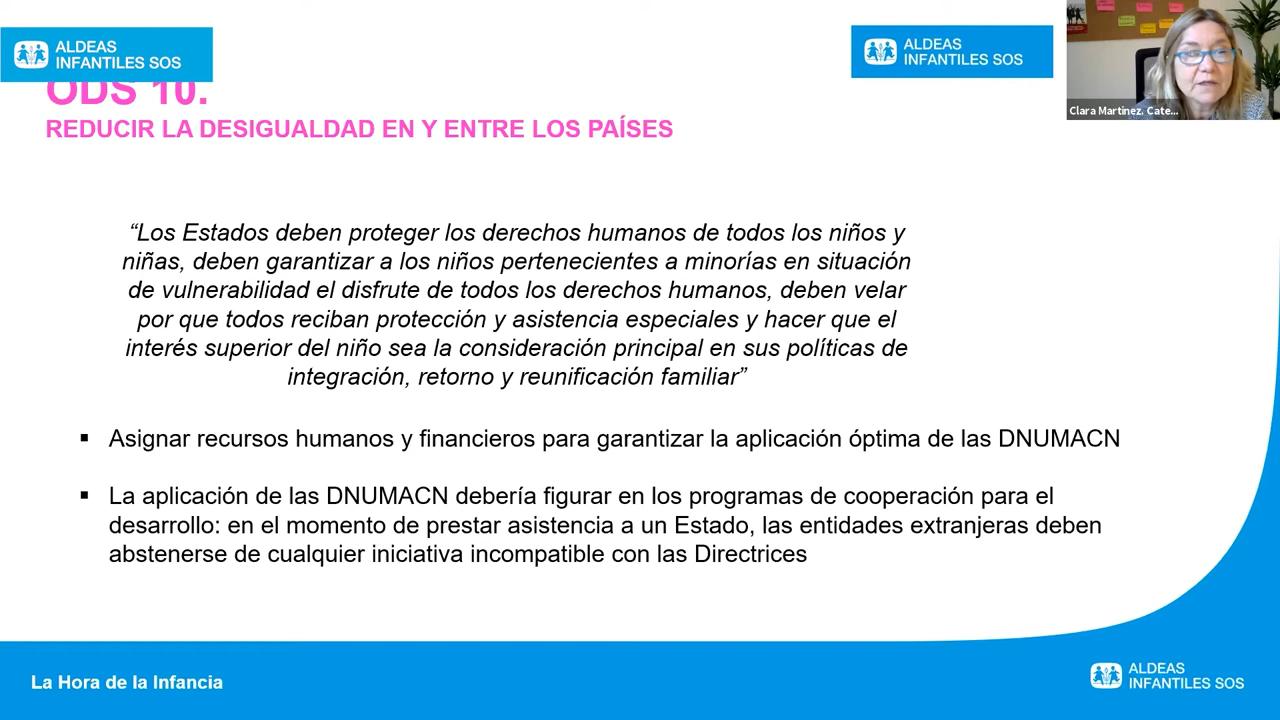 ALDEAS
INFANTILES SOS
ALDEAS
INFANTILES SOS
Clara Martinez. Cate...
ODS 10.
REDUCIR LA DESIGUALDAD EN Y ENTRE LOS PAÍSES
“Los Estados deben proteger los derechos humanos de todos los niños y
niñas, deben garantizar a los niños pertenecientes a minorías en situación
de vulnerabilidad el disfrute de todos los derechos humanos, deben velar
por que todos reciban protección y asistencia especiales y hacer que el
interés superior del niño sea la consideración principal en sus políticas de
integración, retorno y reunificación familiar”
▪ Asignar recursos humanos y financieros para garantizar la aplicación óptima de las DNUMACN
▪ La aplicación de las DNUMACN debería figurar en los programas de cooperación para el
desarrollo: en el momento de prestar asistencia a un Estado, las entidades extranjeras deben
abstenerse de cualquier iniciativa incompatible con las Directrices
La Hora de la Infancia
ALDEAS
INFANTILES SOS